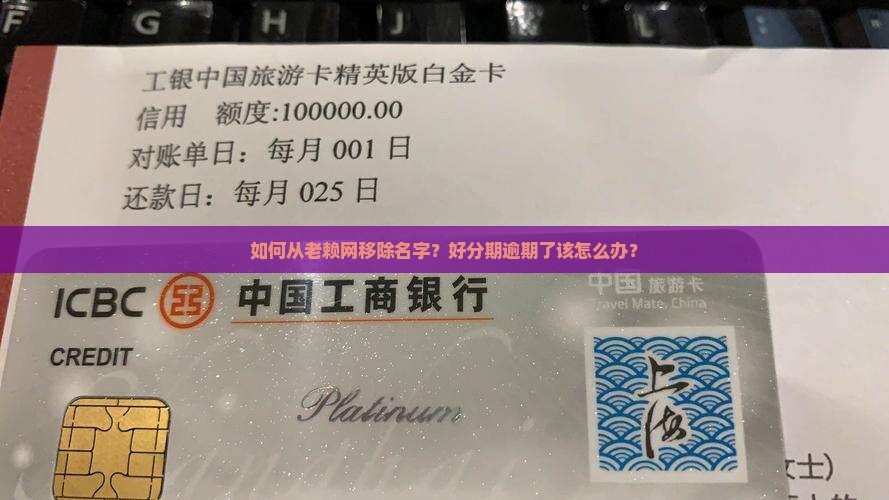 F G H J L
工银中国旅游卡精英版白金卡
信用 额度:100000.00
对账单日：每月 001 日
还款日：每月 025 日
如何从老赖网移除名字？好分期逾期了该怎么办？
ICBC 中国工商银行
中国 旅游卡
Travel Mate, China
CREDIT
Platinum
上海
女士)